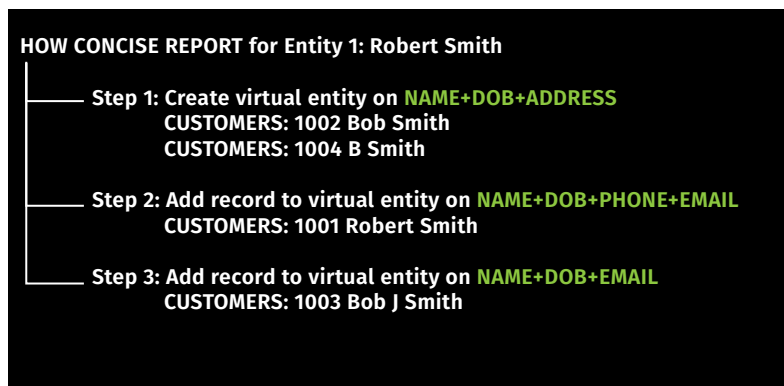 HOW CONCISE REPORT for Entity 1: Robert Smith
Step 1: Create virtual entity on NAME+DOB+ADDRESS
CUSTOMERS: 1002 Bob Smith
CUSTOMERS: 1004 B Smith
Step 2: Add record to virtual entity on NAME+DOB+PHONE+EMAIL
CUSTOMERS: 1001 Robert Smith
Step 3: Add record to virtual entity on NAME+DOB+EMAIL
CUSTOMERS: 1003 Bob J Smith